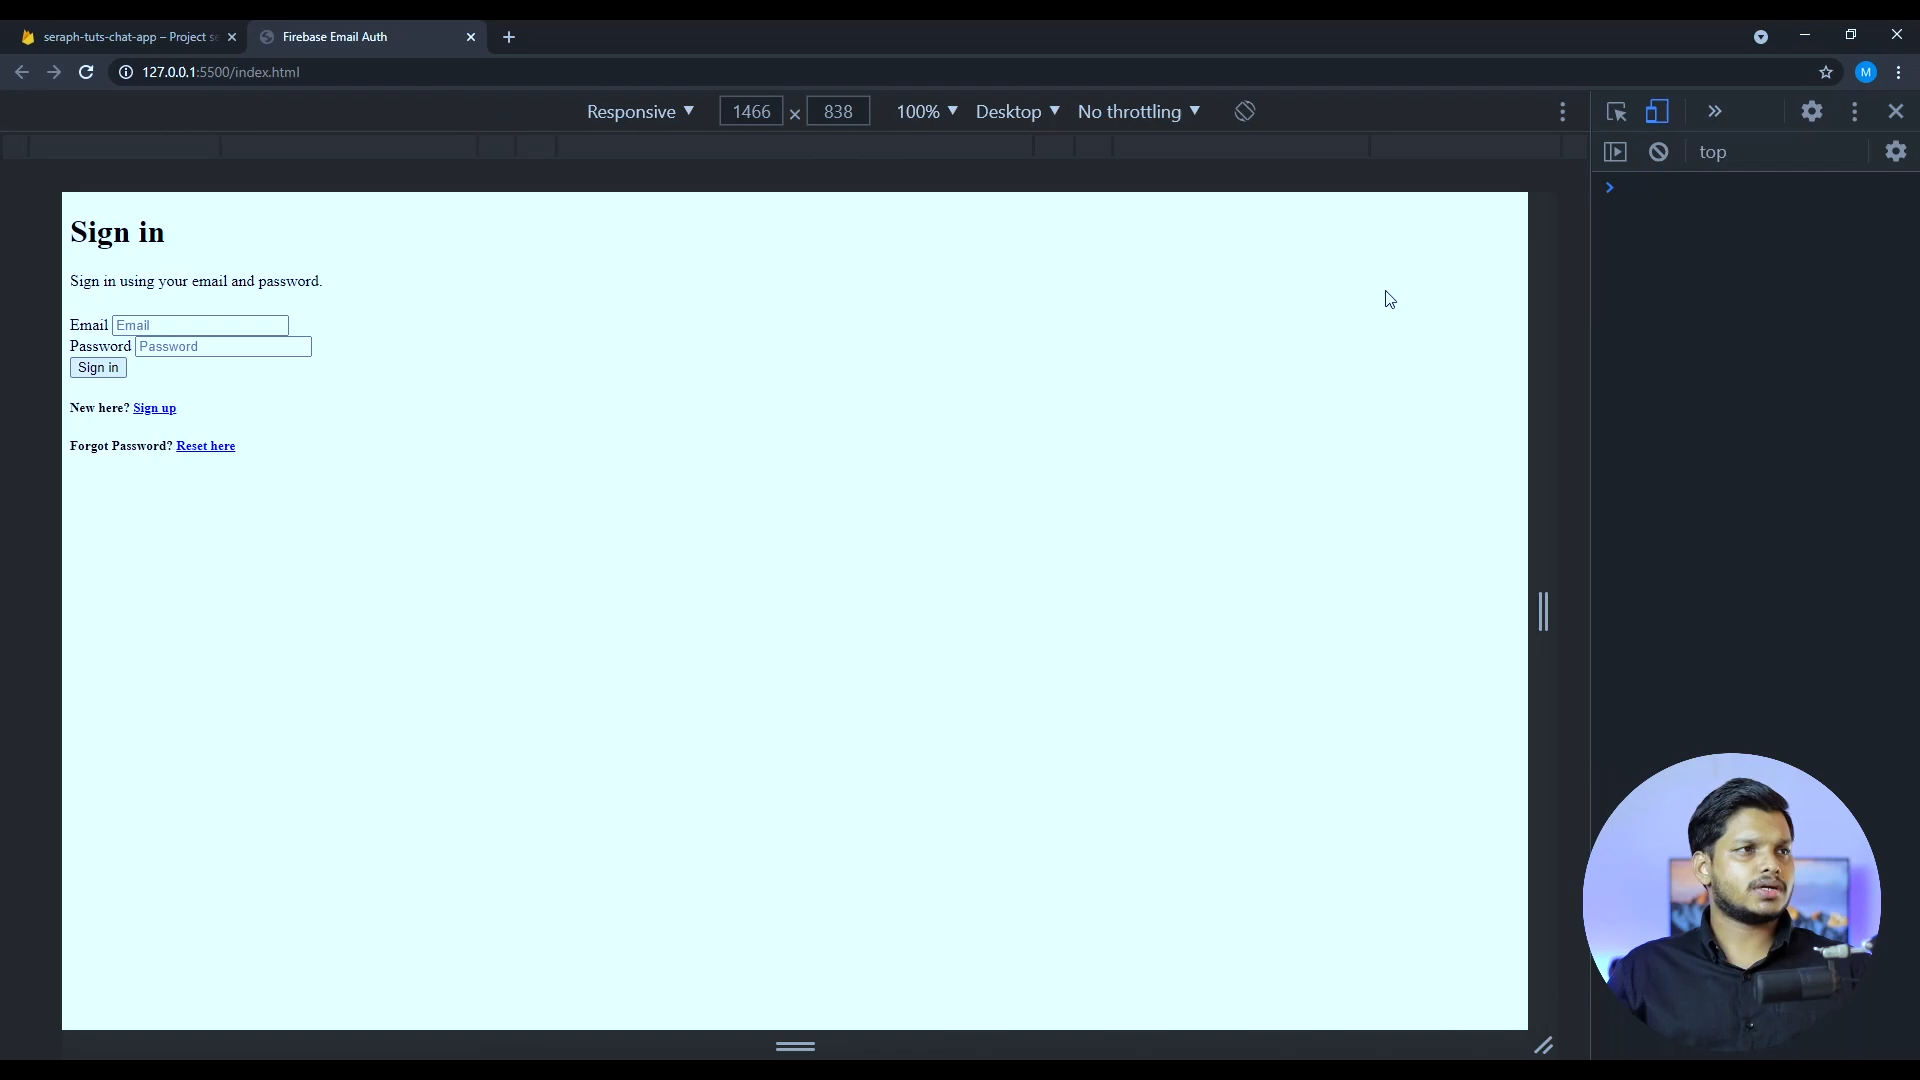 seraph-tuts-chat-app – Project s
Firebase Email Auth
127.0.0.1:5500/index.html
M
Responsive ▼ 1466 × 838 100% ▼ Desktop ▼ No throttling ▼
top
Sign in
Sign in using your email and password.
Email Email
Password Password
Sign in
New here? Sign up
Forgot Password? Reset here